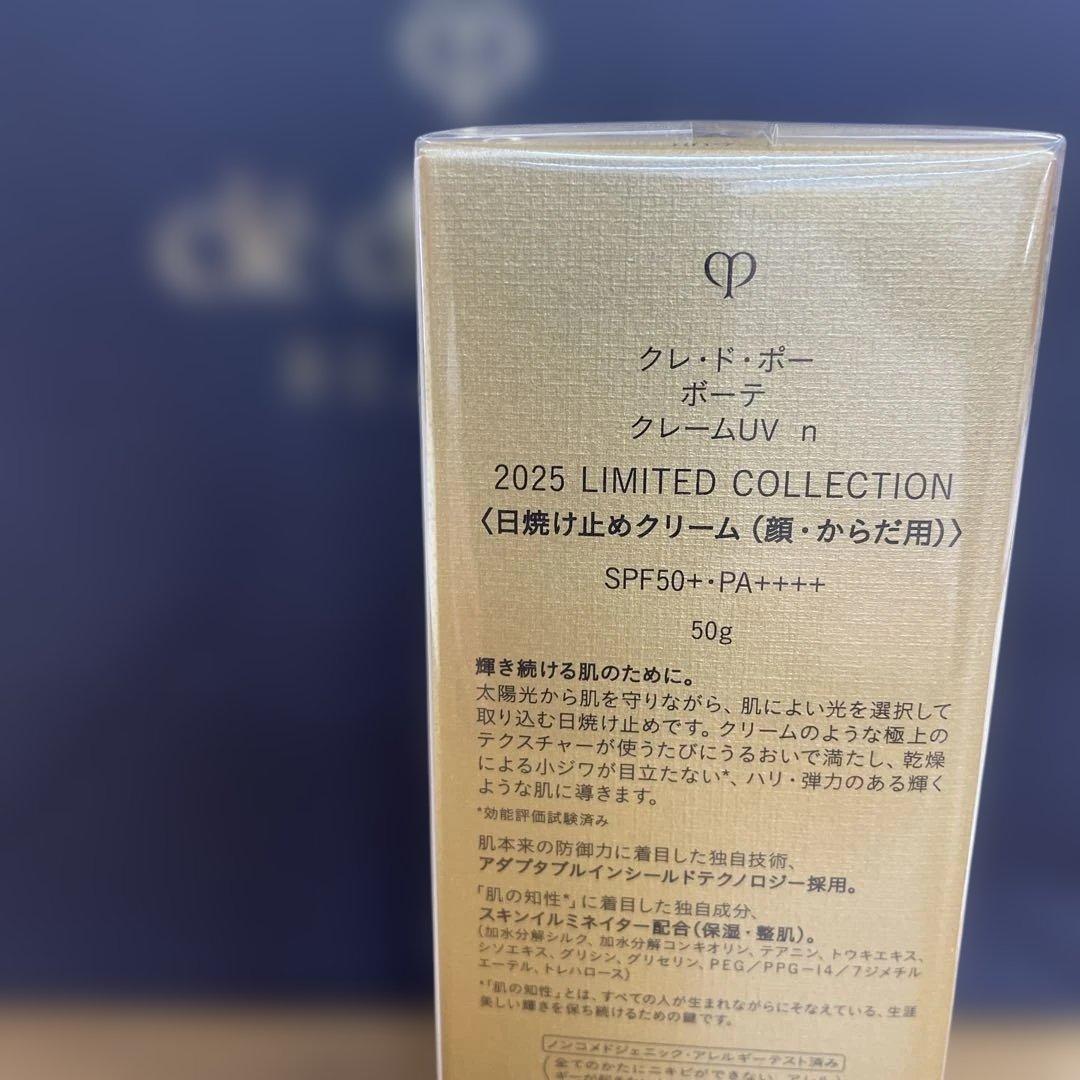 クレ・ド・ポー
ボーテ
クレームUV n
2025 LIMITED COLLECTION
〈日焼け止めクリーム（顔・からだ用）〉
SPF50+・PA++++
50g
輝き続ける肌のために。
太陽光から肌を守りながら、肌によい光を選択して
取り込む日焼け止めです。クリームのような極上の
テクスチャーが使うたびにうるおいで満たし、乾燥
による小ジワが目立たない*、ハリ・弾力のある輝く
ような肌に導きます。
*効能評価試験済み
肌本来の防御力に着目した独自技術、
アダプタブルインシールドテクノロジー採用。
「肌の知性*」に着目した独自成分、
スキンイルミネイター配合（保湿・整肌）。
（加水分解シルク、加水分解コンキオリン、テアニン、トウキエキス、
シソエキス、グリシン、グリセリン、PEG／PPG−14／7ジメチル
エーテル、トレハロース）
*「肌の知性」とは、すべての人が生まれながらにそなえている、生涯
美しい輝きを保ち続けるための鍵です。
ノンコメドジェニック・アレルギーテスト済み
（全てのかたにニキビができない、アレル